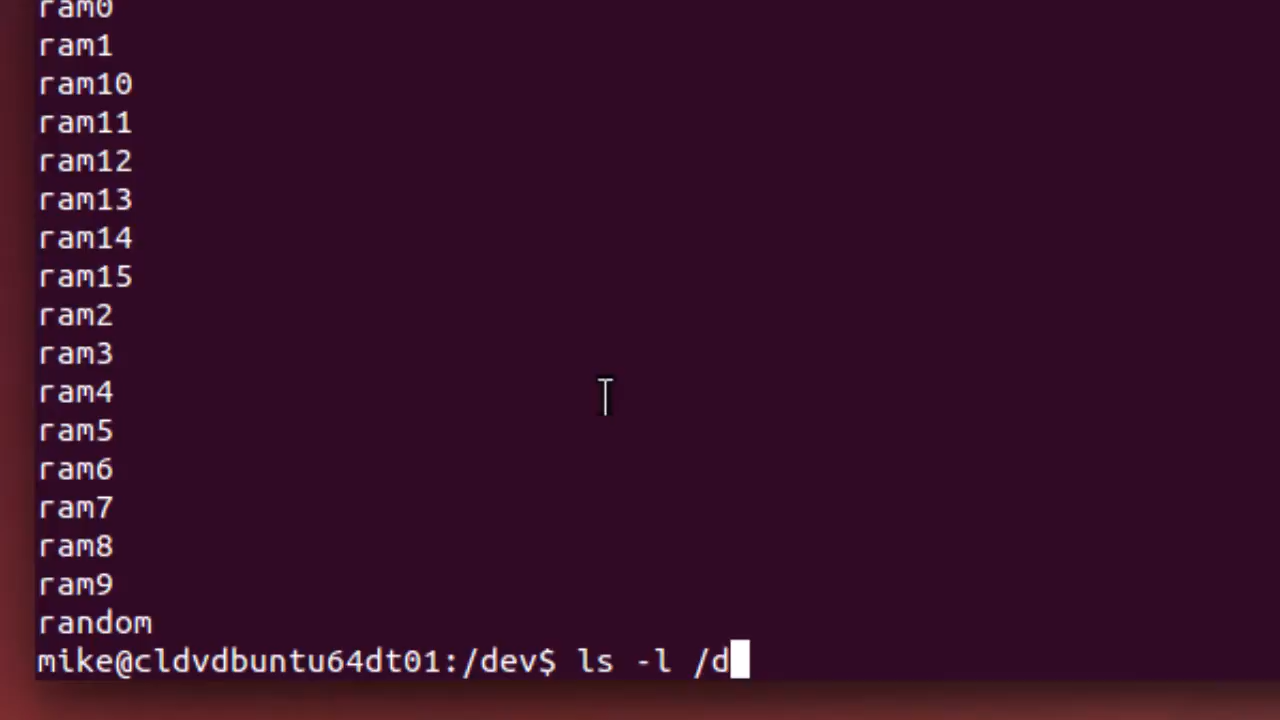 ram0
ram1
ram10
ram11
ram12
ram13
ram14
ram15
ram2
ram3
ram4
ram5
ram6
ram7
ram8
ram9
random
mike@cldvdbuntu64dt01:/dev$ ls -l /d